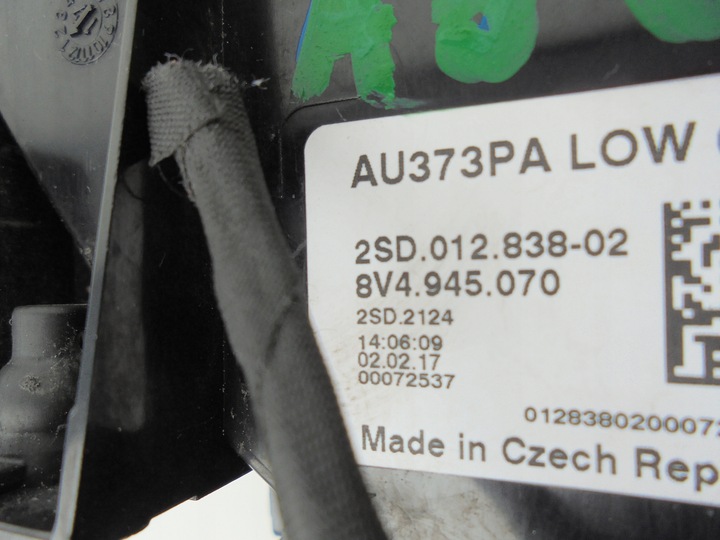 AU373PA LOW
2SD.012.838-02
8V4.945.070
2SD.2124
14:06:09
02.02.17
00072537
01283802000073
Made in Czech Rep